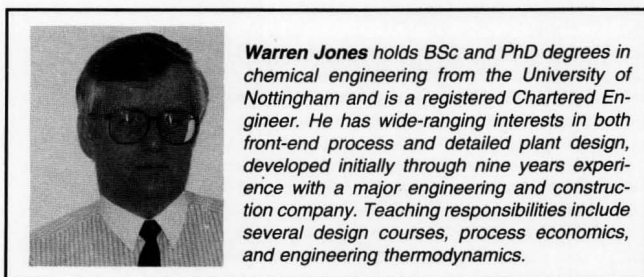 Warren Jones holds BSc and PhD degrees in
chemical engineering from the University of
Nottingham and is a registered Chartered En-
gineer. He has wide-ranging interests in both
front-end process and detailed plant design,
developed initially through nine years experi-
ence with a major engineering and construc-
tion company. Teaching responsibilities include
several design courses, process economics,
and engineering thermodynamics.